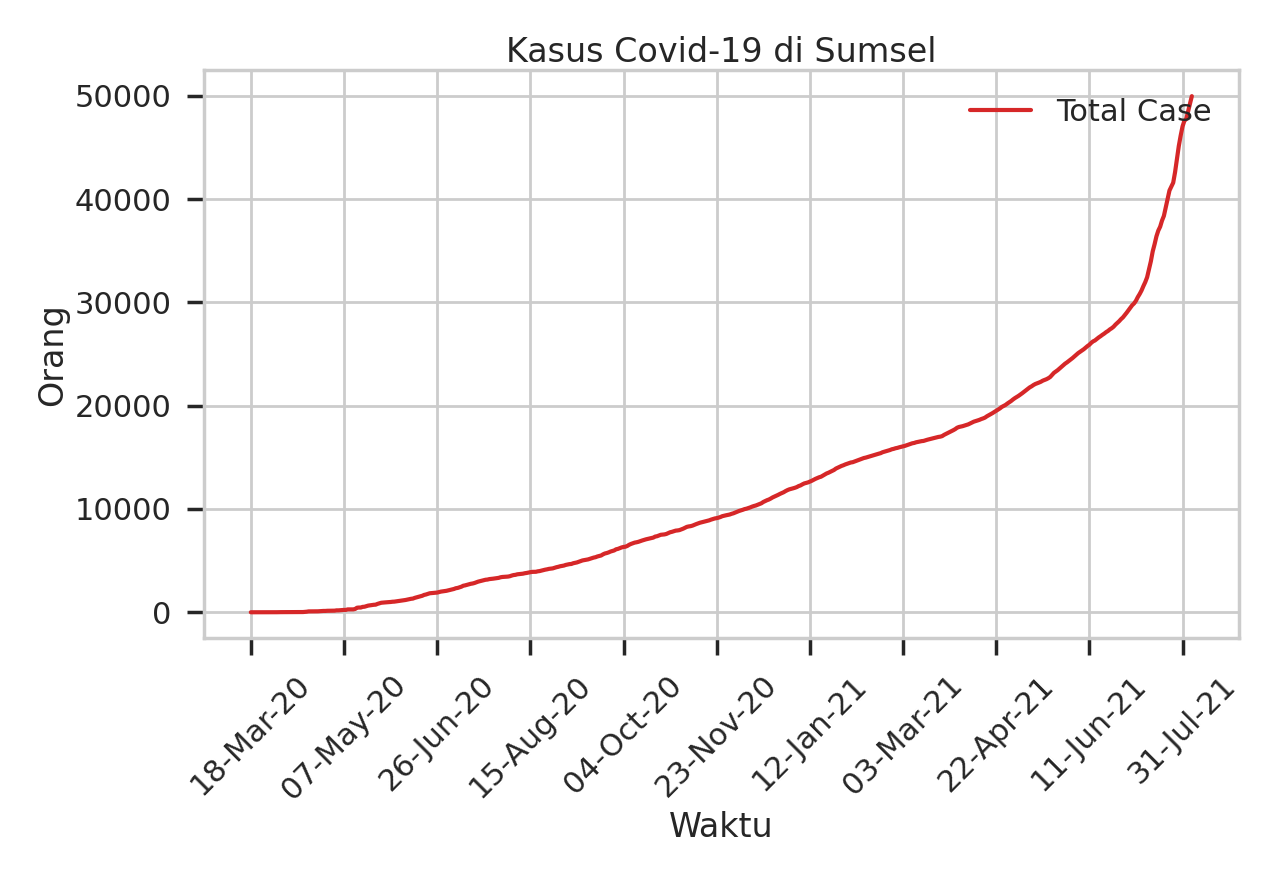 Kasus Covid-19 di Sumsel
Total Case
Orang
50000
40000
30000
20000
10000
0
18-Mar-20
07-May-20
26-Jun-20
15-Aug-20
04-Oct-20
23-Nov-20
12-Jan-21
03-Mar-21
22-Apr-21
11-Jun-21
31-Jul-21
Waktu